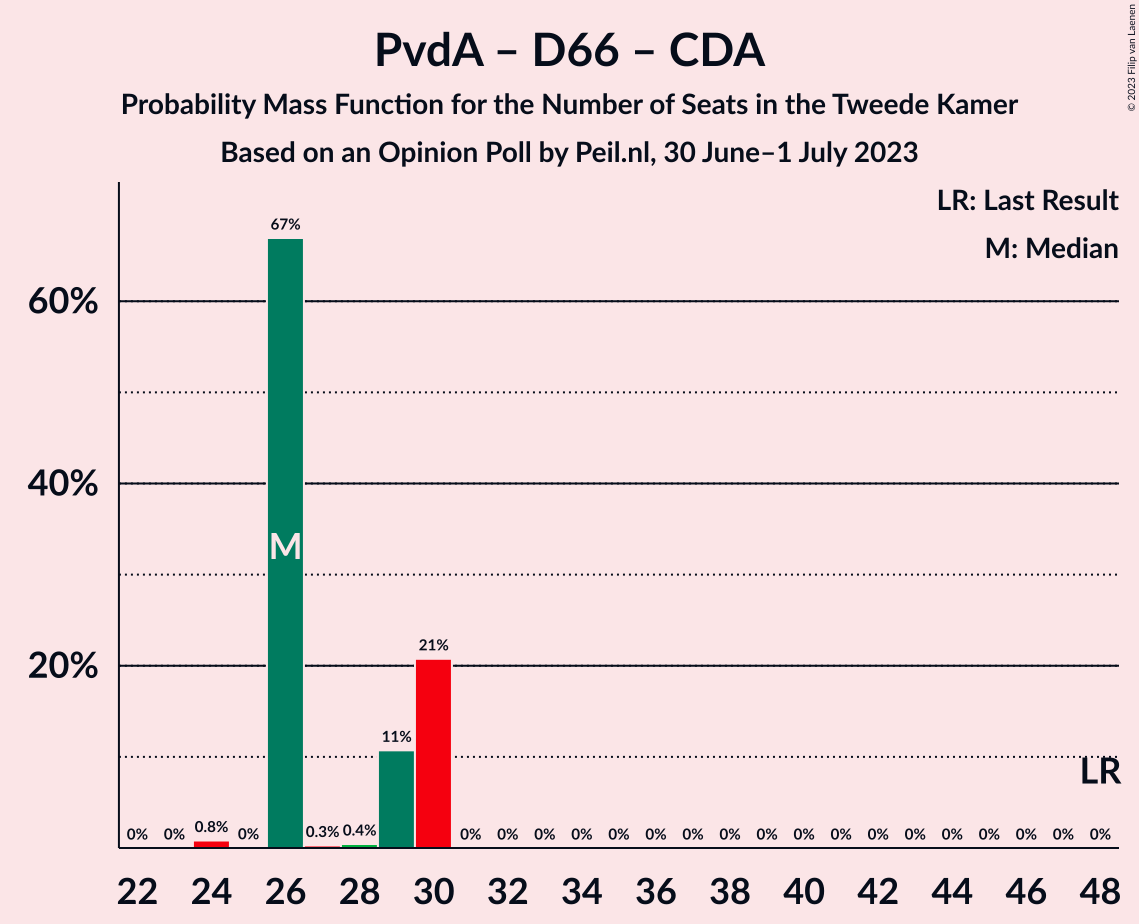 PvdA – D66 – CDA
Probability Mass Function for the Number of Seats in the Tweede Kamer
Based on an Opinion Poll by Peil.nl, 30 June–1 July 2023
© 2023 Filip van Laenen
LR: Last Result
M: Median
67%
60%
40%
M
21%
20%
11%
LR
0% 0% 0.8% 0% 0.3% 0.4% 0% 0% 0% 0% 0% 0% 0% 0% 0% 0% 0% 0% 0% 0% 0% 0% 0% 0%
22 24 26 28 30 32 34 36 38 40 42 44 46 48